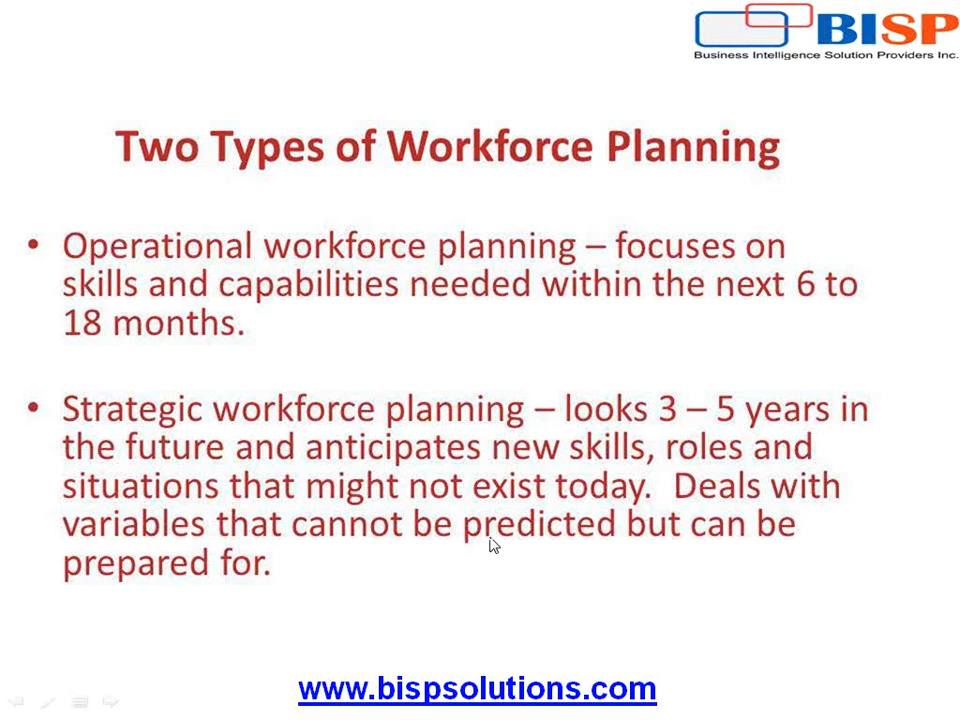 BISP
Business Intelligence Solution Providers Inc.
Two Types of Workforce Planning
• Operational workforce planning – focuses on
skills and capabilities needed within the next 6 to
18 months.
• Strategic workforce planning – looks 3 – 5 years in
the future and anticipates new skills, roles and
situations that might not exist today.  Deals with
variables that cannot be predicted but can be
prepared for.
www.bispsolutions.com